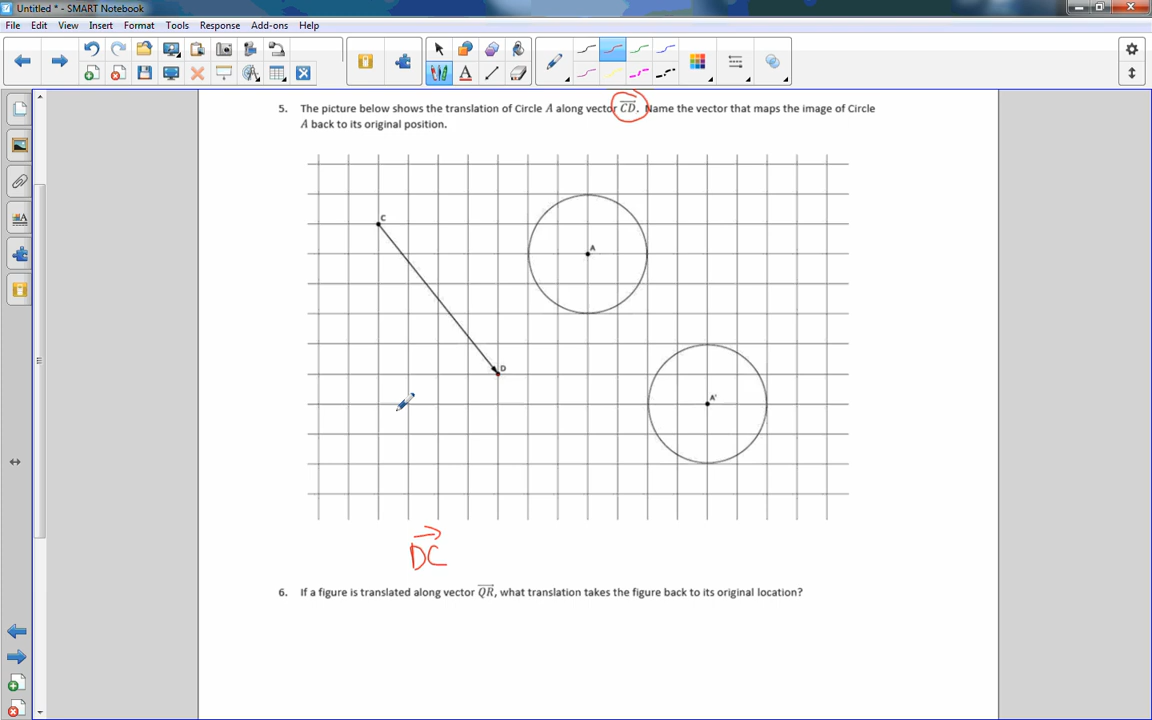 Untitled * - SMART Notebook
File Edit View Insert Format Tools Response Add-ons Help
5. The picture below shows the translation of Circle A along vector CD. Name the vector that maps the image of Circle
A back to its original position.
C
A
D
A'
DC
6. If a figure is translated along vector QR, what translation takes the figure back to its original location?